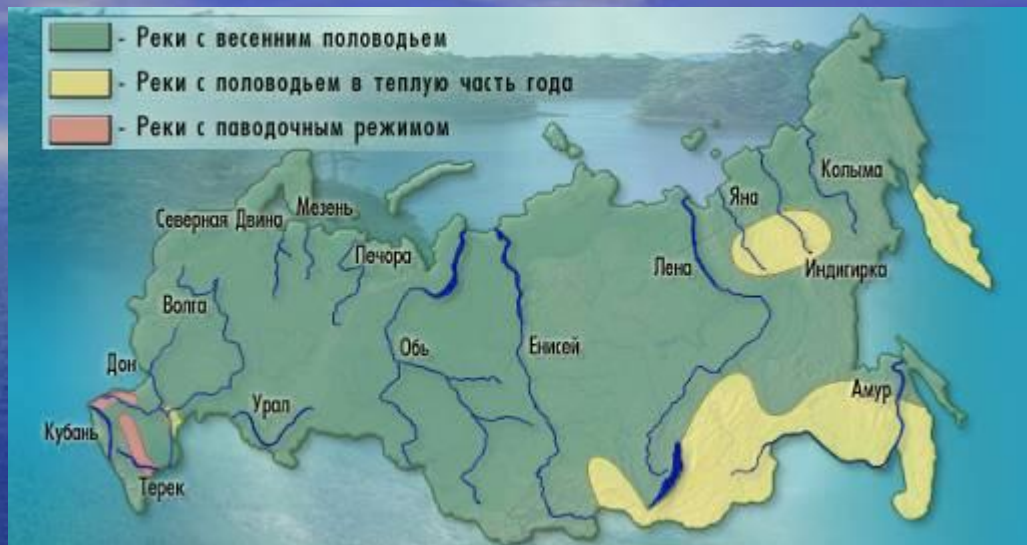 - Реки с весенним половодьем
- Реки с половодьем в теплую часть года
- Реки с паводочным режимом
Колыма
Яна
Мезень
Северная Двина
Печора
Лена
Индигирка
Волга
Обь
Енисей
Дон
Амур
Урал
Кубань
Терек